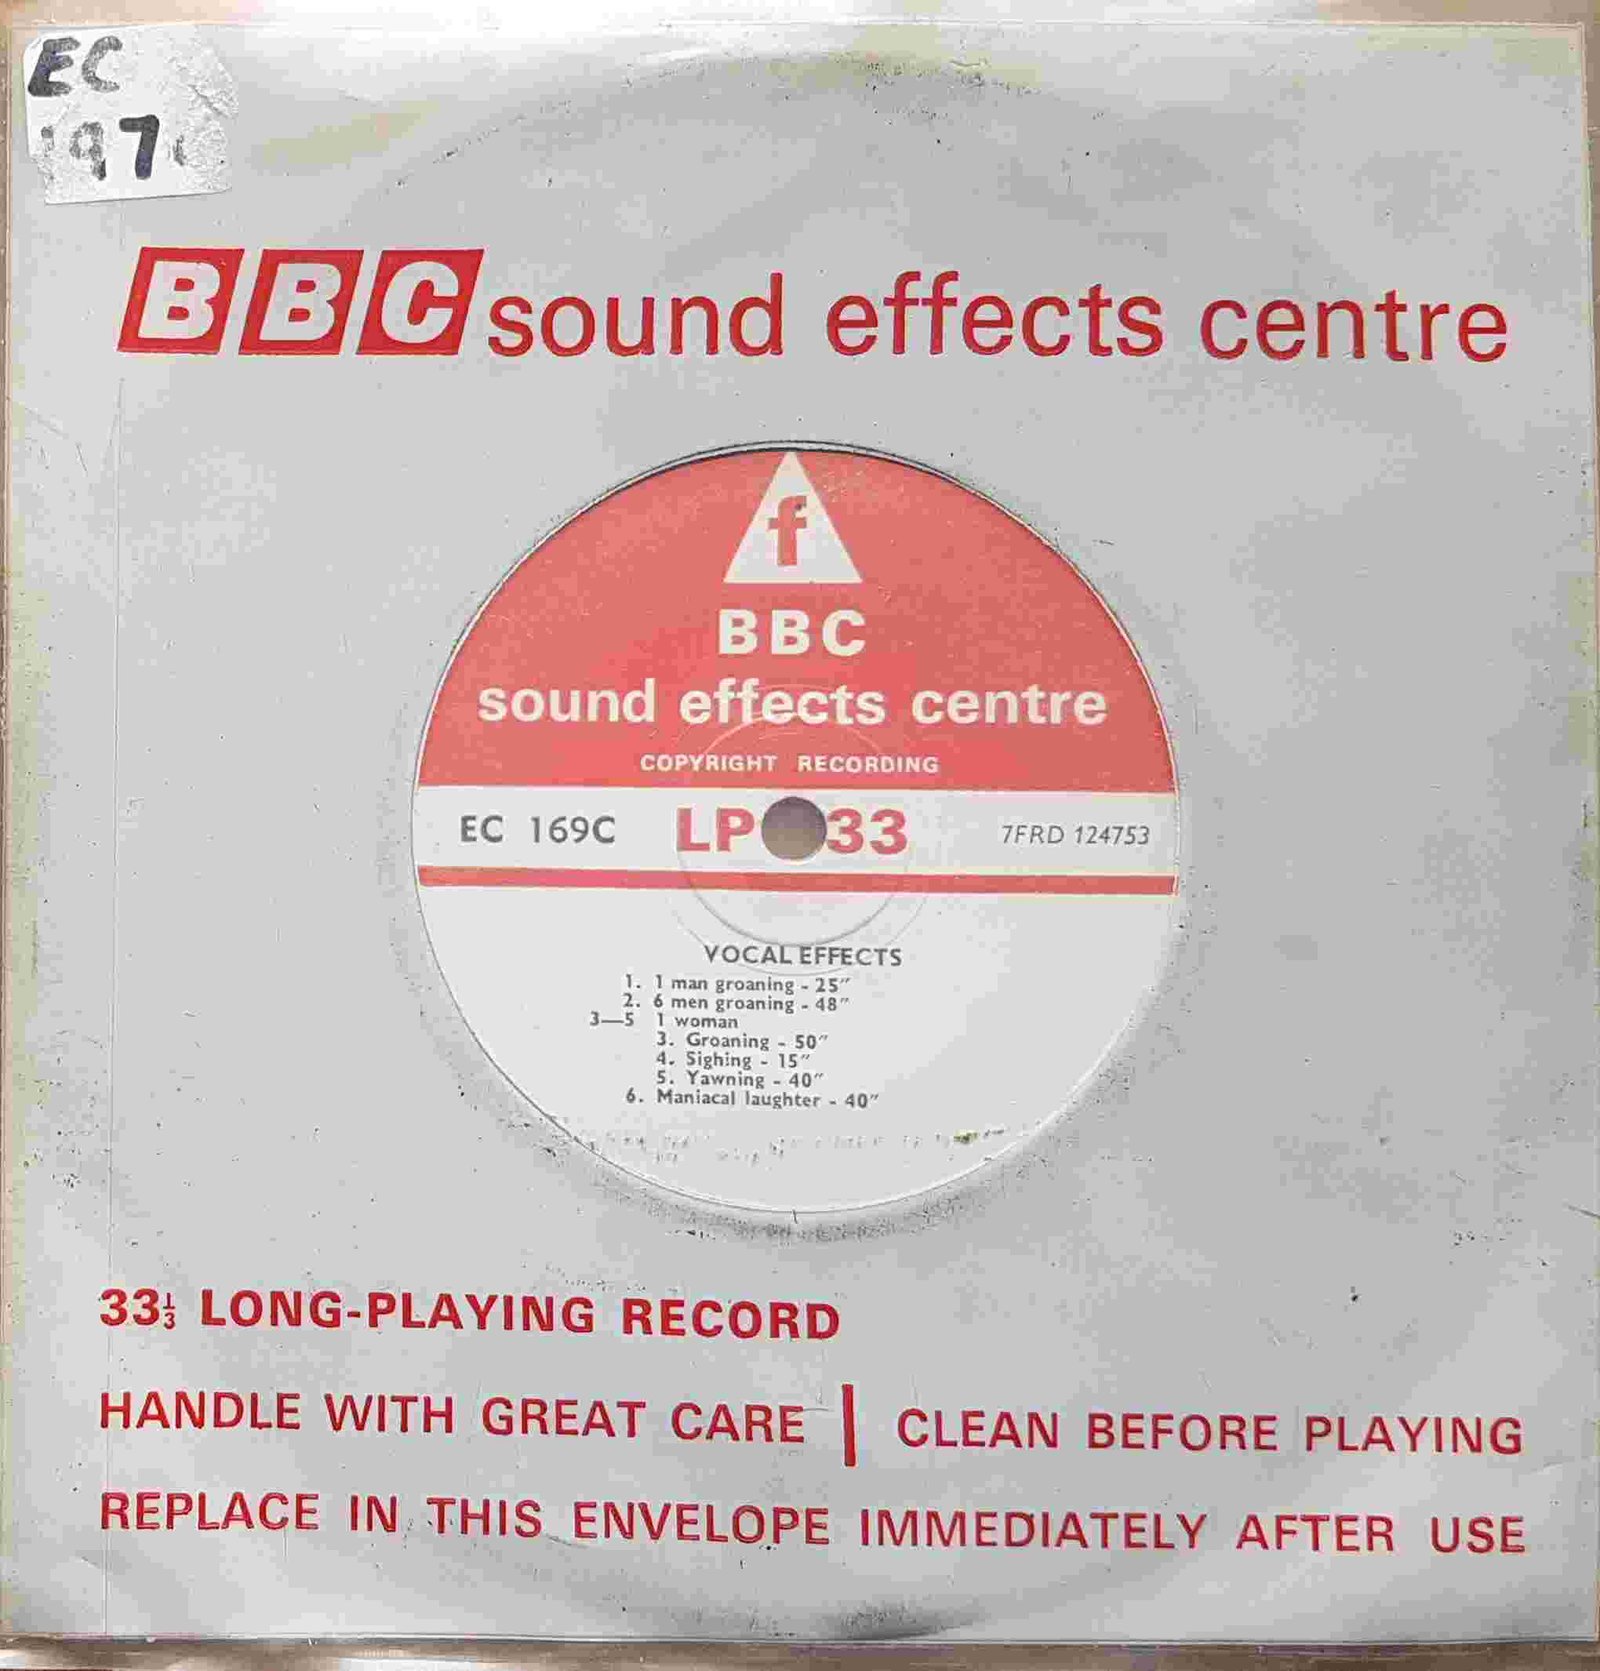 EC
197
BBC sound effects centre
f
BBC
sound effects centre
COPYRIGHT RECORDING
EC 169C LP 33 7FRD 124753
VOCAL EFFECTS
1. 1 man groaning - 25"
2. 6 men groaning - 48"
3—5 1 woman
3. Groaning - 50"
4. Sighing - 15"
5. Yawning - 40"
6. Maniacal laughter - 40"
33⅓ LONG-PLAYING RECORD
HANDLE WITH GREAT CARE | CLEAN BEFORE PLAYING
REPLACE IN THIS ENVELOPE IMMEDIATELY AFTER USE